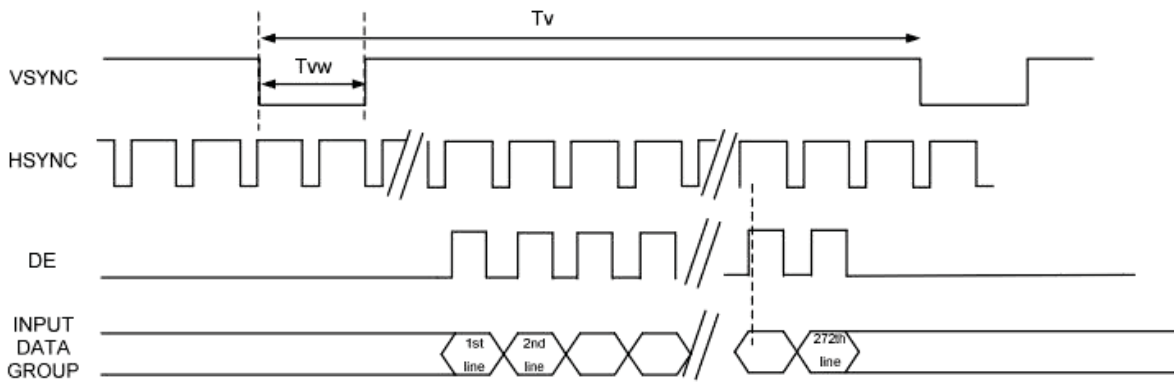 Tv
Tvw
VSYNC
HSYNC
DE
INPUT
DATA
GROUP
1st
line
2nd
line
272th
line